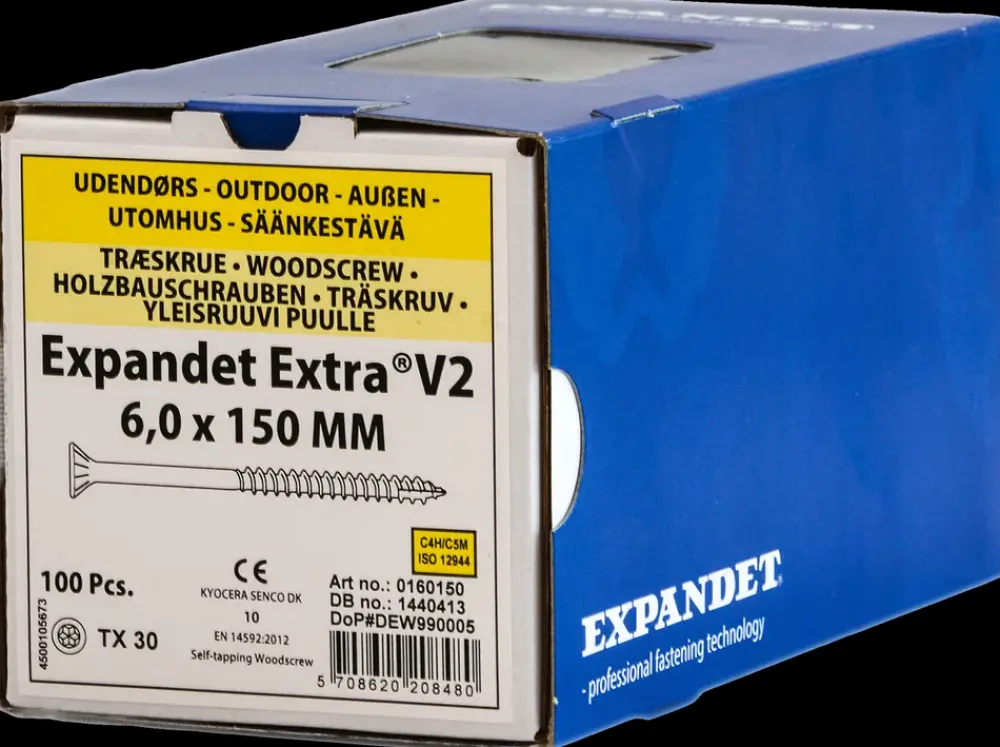 EXPANDET
UDENDØRS - OUTDOOR - AUßEN -
UTOMHUS - SÄÄNKESTÄVÄ
TRÆSKRUE • WOODSCREW •
HOLZBAUSCHRAUBEN • TRÄSKRUV •
YLEISRUUVI PUULLE
Expandet Extra® V2
6,0 x 150 MM
C4H/C5M
ISO 12944
100 Pcs.
CE
KYOCERA SENCO DK
10
EN 14592:2012
Self-tapping Woodscrew
Art no.: 0160150
DB no.: 1440413
DoP#DEW990005
5 708620 208480
4500105673
TX 30
EXPANDET
- professional fastening technology